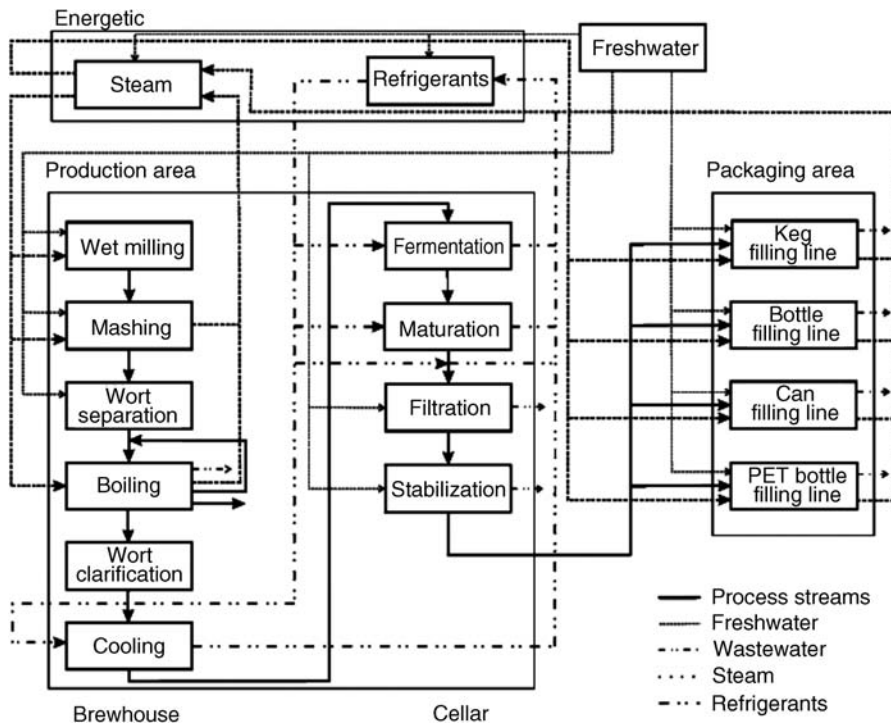 Energetic
Freshwater
Steam
Refrigerants
Production area
Packaging area
Wet milling
Fermentation
Keg
filling line
Mashing
Maturation
Bottle
filling line
Wort
separation
Filtration
Can
filling line
Boiling
Stabilization
PET bottle
filling line
Wort
clarification
Cooling
Process streams
Freshwater
Wastewater
Steam
Refrigerants
Brewhouse
Cellar